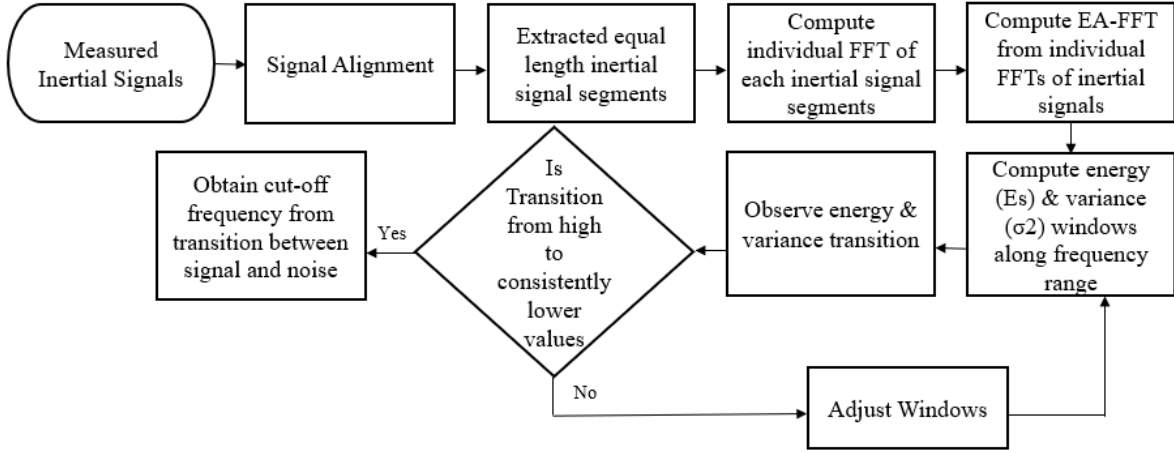 Measured
Inertial Signals
Signal Alignment
Extracted equal
length inertial
signal segments
Compute
individual FFT of
each inertial signal
segments
Compute EA-FFT
from individual
FFTs of inertial
signals
Compute energy
(Es) & variance
(σ2) windows
along frequency
range
Observe energy &
variance transition
Is
Transition
from high
to
consistently
lower
values
Yes
Obtain cut-off
frequency from
transition between
signal and noise
No
Adjust Windows